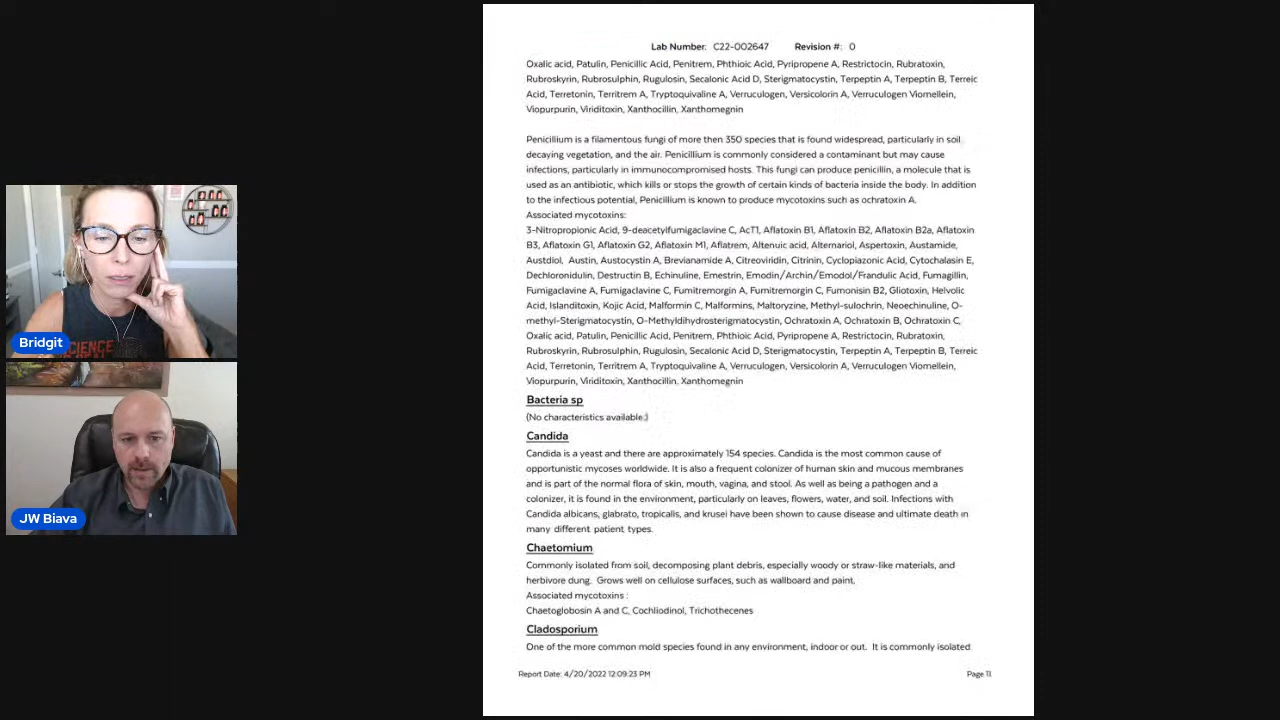 Lab Number: C22-002647 Revision #: 0
Oxalic acid, Patulin, Penicillic Acid, Penitrem, Phthioic Acid, Pyripropene A, Restrictocin, Rubratoxin,
Rubroskyrin, Rubrosulphin, Rugulosin, Secalonic Acid D, Sterigmatocystin, Terpeptin A, Terpeptin B, Terreic
Acid, Terretonin, Territrem A, Tryptoquivaline A, Verruculogen, Versicolorin A, Verruculogen Viomellein,
Viopurpurin, Viriditoxin, Xanthocillin, Xanthomegnin
Penicillium is a filamentous fungi of more then 350 species that is found widespread, particularly in soil
decaying vegetation, and the air. Penicillium is commonly considered a contaminant but may cause
infections, particularly in immunocompromised hosts. This fungi can produce penicillin, a molecule that is
used as an antibiotic, which kills or stops the growth of certain kinds of bacteria inside the body. In addition
to the infectious potential, Penicillium is known to produce mycotoxins such as ochratoxin A.
Associated mycotoxins:
3-Nitropropionic Acid, 9-deacetylfumigaclavine C, AcT1, Aflatoxin B1, Aflatoxin B2, Aflatoxin B2a, Aflatoxin
B3, Aflatoxin G1, Aflatoxin G2, Aflatoxin M1, Aflatrem, Altenuic acid, Alternariol, Aspertoxin, Austamide,
Austdiol, Austin, Austocystin A, Brevianamide A, Citreoviridin, Citrinin, Cyclopiazonic Acid, Cytochalasin E,
Dechloronidulin, Destructin B, Echinuline, Emestrin, Emodin/Archin/Emodol/Frandulic Acid, Fumagillin,
Fumigaclavine A, Fumigaclavine C, Fumitremorgin A, Fumitremorgin C, Fumonisin B2, Gliotoxin, Helvolic
Acid, Islanditoxin, Kojic Acid, Malformin C, Malformins, Maltoryzine, Methyl-sulochrin, Neoechinuline, O-
methyl-Sterigmatocystin, O-Methyldihydrosterigmatocystin, Ochratoxin A, Ochratoxin B, Ochratoxin C,
Oxalic acid, Patulin, Penicillic Acid, Penitrem, Phthioic Acid, Pyripropene A, Restrictocin, Rubratoxin,
Rubroskyrin, Rubrosulphin, Rugulosin, Secalonic Acid D, Sterigmatocystin, Terpeptin A, Terpeptin B, Terreic
Acid, Terretonin, Territrem A, Tryptoquivaline A, Verruculogen, Versicolorin A, Verruculogen Viomellein,
Viopurpurin, Viriditoxin, Xanthocillin, Xanthomegnin
Bacteria sp
(No characteristics available.)
Candida
Candida is a yeast and there are approximately 154 species. Candida is the most common cause of
opportunistic mycoses worldwide. It is also a frequent colonizer of human skin and mucous membranes
and is part of the normal flora of skin, mouth, vagina, and stool. As well as being a pathogen and a
colonizer, it is found in the environment, particularly on leaves, flowers, water, and soil. Infections with
Candida albicans, glabrato, tropicalis, and krusei have been shown to cause disease and ultimate death in
many different patient types.
Chaetomium
Commonly isolated from soil, decomposing plant debris, especially woody or straw-like materials, and
herbivore dung. Grows well on cellulose surfaces, such as wallboard and paint.
Associated mycotoxins :
Chaetoglobosin A and C, Cochliodinol, Trichothecenes
Cladosporium
One of the more common mold species found in any environment, indoor or out. It is commonly isolated
Report Date: 4/20/2022 12:09:23 PM Page 11
Bridgit
JW Biava